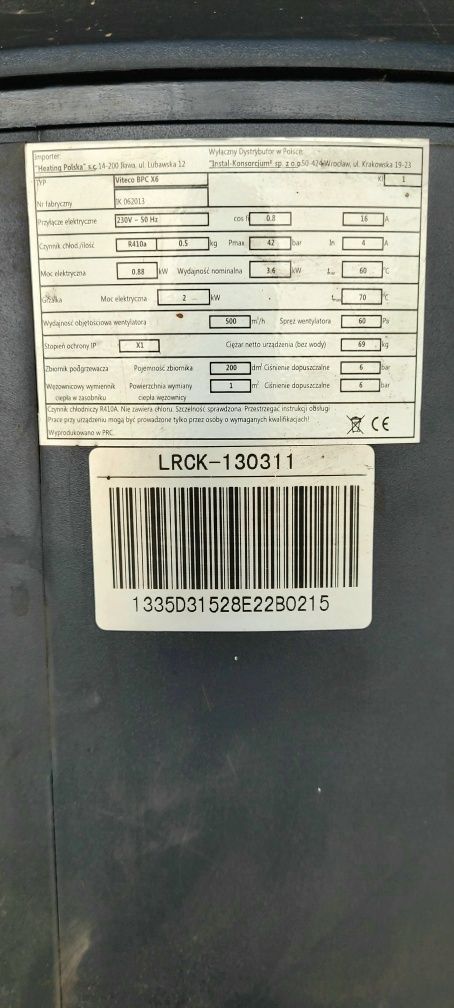 Importer: Wyłączny Dystrybutor w Polsce:
"Heating Polska" s.c. 14-200 Iława, ul. Lubawska 12 "Instal-Konsorcjum" sp. z o.o 50-424 Wrocław, ul. Krakowska 19-23
TYP Viteco BPC X6 Kl 1
Nr fabryczny IK 062013
Przyłącze elektryczne 230V - 50 Hz cos fi 0.8 16 A
Czynnik chłod./ilość R410a 0.5 kg Pmax 42 bar In 4 A
Moc elektryczna 0.88 kW Wydajność nominalna 3.6 kW 60 °C
Grzałka Moc elektryczna 2 kW 70 °C
Wydajność objętościowa wentylatora 500 m³/h Spręż wentylatora 60 Pa
Stopień ochrony IP X1 Ciężar netto urządzenia (bez wody) 69 kg
Zbiornik podgrzewacza Pojemność zbiornika 200 dm³ Ciśnienie dopuszczalne 6 bar
Wężownicowy wymiennik Powierzchnia wymiany 1 m² Ciśnienie dopuszczalne 6 bar
ciepła w zasobniku ciepła wężownicy
Czynnik chłodniczy R410A. Nie zawiera chloru. Szczelność sprawdzona. Przestrzegać instrukcji obsługi
Prace przy urządzeniu mogą być prowadzone tylko przez osoby o wymaganych kwalifikacjach!
Wyprodukowano w PRC. CE
LRCK-130311
1335D31528E22B0215